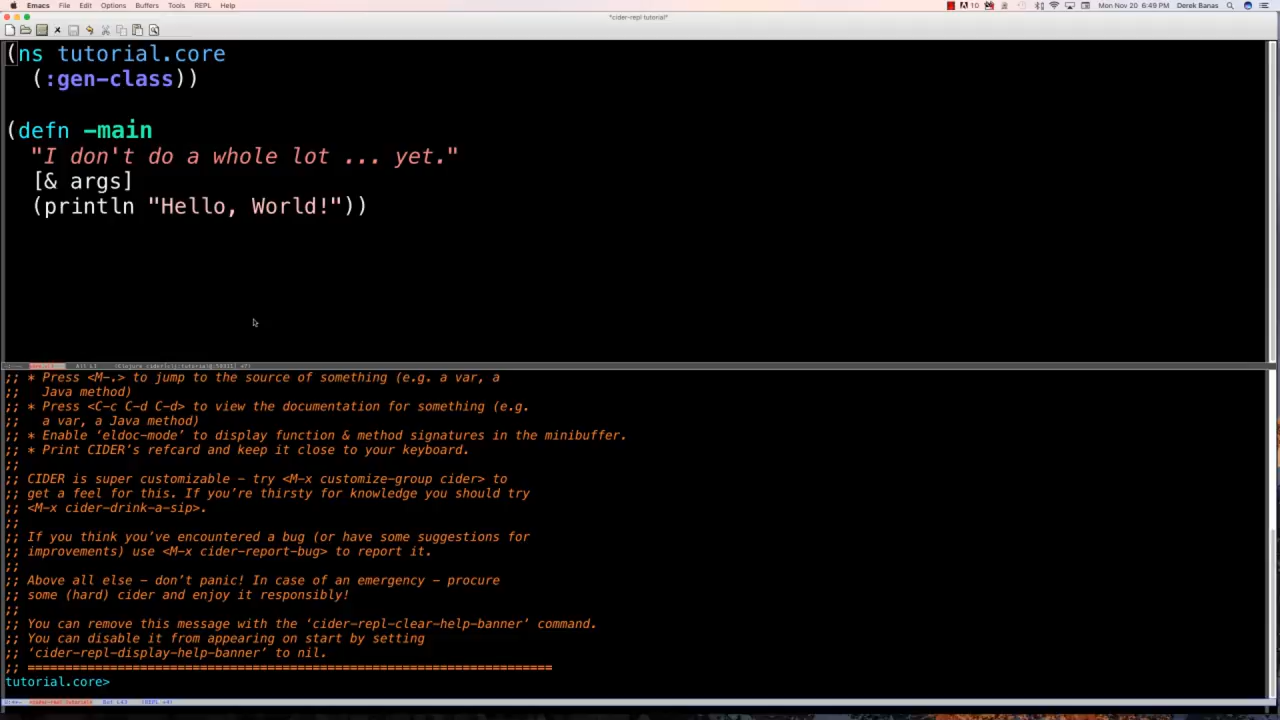 Emacs File Edit Options Buffers Tools REPL Help
10 Mon Nov 20 6:49 PM Derek Banas
*cider-repl tutorial*
(ns tutorial.core
(:gen-class))
(defn -main
"I don't do a whole lot ... yet."
[& args]
(println "Hello, World!"))
;; * Press <M-.> to jump to the source of something (e.g. a var, a
;; Java method)
;; * Press <C-c C-d C-d> to view the documentation for something (e.g.
;; a var, a Java method)
;; * Enable ‘eldoc-mode’ to display function & method signatures in the minibuffer.
;; * Print CIDER’s refcard and keep it close to your keyboard.
;;
;; CIDER is super customizable - try <M-x customize-group cider> to
;; get a feel for this. If you’re thirsty for knowledge you should try
;; <M-x cider-drink-a-sip>.
;;
;; If you think you’ve encountered a bug (or have some suggestions for
;; improvements) use <M-x cider-report-bug> to report it.
;;
;; Above all else - don’t panic! In case of an emergency - procure
;; some (hard) cider and enjoy it responsibly!
;;
;; You can remove this message with the ‘cider-repl-clear-help-banner’ command.
;; You can disable it from appearing on start by setting
;; ‘cider-repl-display-help-banner’ to nil.
;; ======================================================================
tutorial.core>